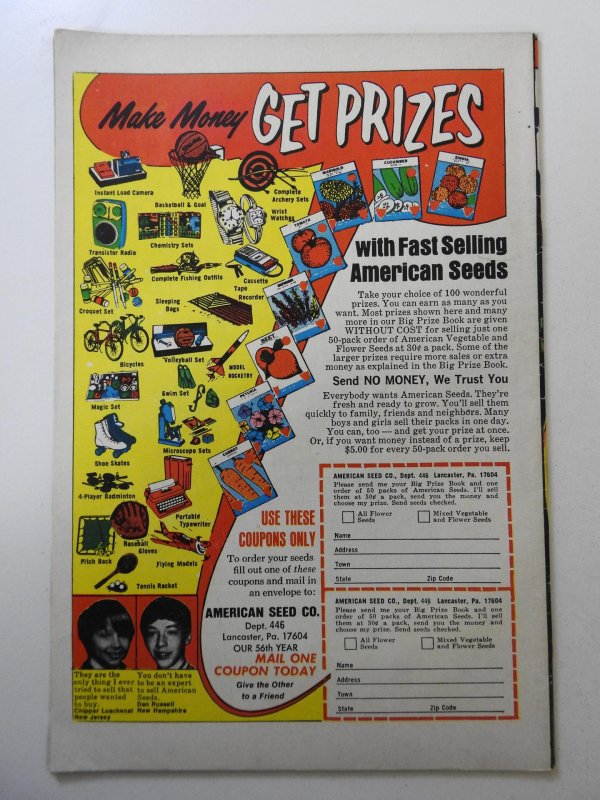 Make Money
GET PRIZES
Instant Load Camera
Basketball & Goal
Complete
Archery Sets
Wrist
Watches
Transistor Radio
Chemistry Sets
Complete Fishing Outfits
Cassette
Tape
Recorder
Croquet Set
Sleeping
Bags
Bicycles
Volleyball Set
MODEL
ROCKETRY
Magic Set
Swim Set
Shoe Skates
Microscope Sets
4-Player Badminton
Portable
Typewriter
Baseball
Gloves
Pitch Back
Flying Models
Tennis Racket
MARIGOLD
CUCUMBER
ZINNIA
TOMATO
BEET
PETUNIA
CARROT
with Fast Selling
American Seeds
Take your choice of 100 wonderful
prizes. You can earn as many as you
want. Most prizes shown here and many
more in our Big Prize Book are given
WITHOUT COST for selling just one
50-pack order of American Vegetable and
Flower Seeds at 30¢ a pack. Some of the
larger prizes require more sales or extra
money as explained in the Big Prize Book.
Send NO MONEY, We Trust You
Everybody wants American Seeds. They're
fresh and ready to grow. You'll sell them
quickly to family, friends and neighbors. Many
boys and girls sell their packs in one day.
You can, too — and get your prize at once.
Or, if you want money instead of a prize, keep
$5.00 for every 50-pack order you sell.
USE THESE
COUPONS ONLY
To order your seeds
fill out one of these
coupons and mail in
an envelope to:
AMERICAN SEED CO.
Dept. 446
Lancaster, Pa. 17604
OUR 56th YEAR
MAIL ONE
COUPON TODAY
Give the Other
to a Friend
AMERICAN SEED CO., Dept. 446 Lancaster, Pa. 17604
Please send me your Big Prize Book and one
order of 50 packs of American Seeds. I'll sell
them at 30¢ a pack, send you the money and
choose my prize. Send seeds checked.
All Flower
Seeds
Mixed Vegetable
and Flower Seeds
Name
Address
Town
State Zip Code
AMERICAN SEED CO., Dept. 446 Lancaster, Pa. 17604
Please send me your Big Prize Book and one
order of 50 packs of American Seeds. I'll sell
them at 30¢ a pack, send you the money and
choose my prize. Send seeds checked.
All Flower
Seeds
Mixed Vegetable
and Flower Seeds
Name
Address
Town
State Zip Code
They are the
only thing I ever
tried to sell that
people wanted
to buy.
Chipper Luschenat
New Jersey
You don't have
to be an expert
to sell American
Seeds.
Dan Russell
New Hampshire